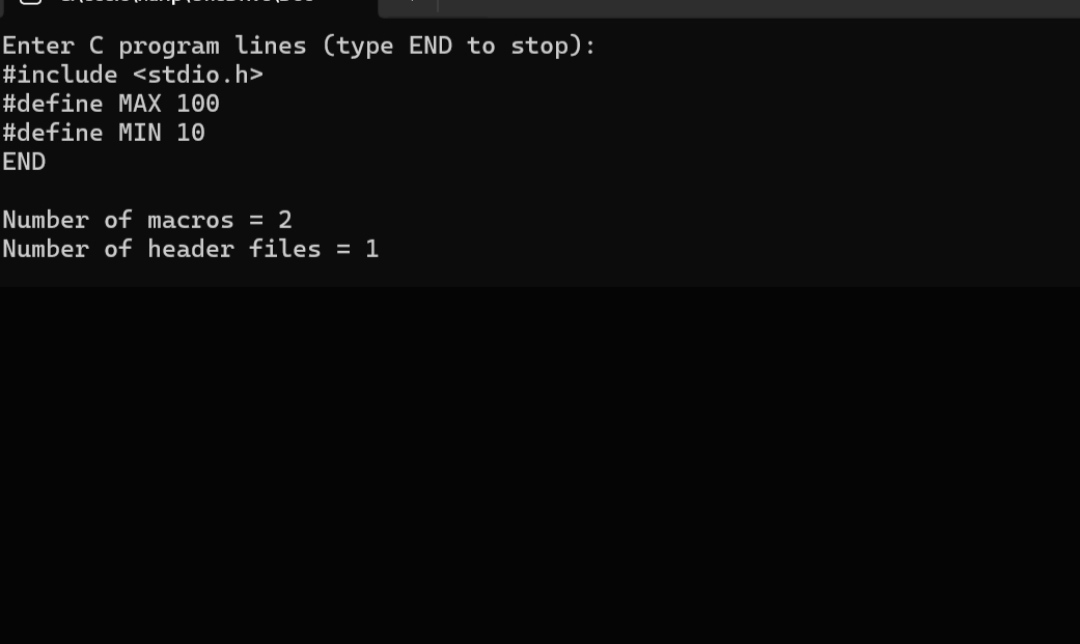 Enter C program lines (type END to stop):
#include <stdio.h>
#define MAX 100
#define MIN 10
END
Number of macros = 2
Number of header files = 1